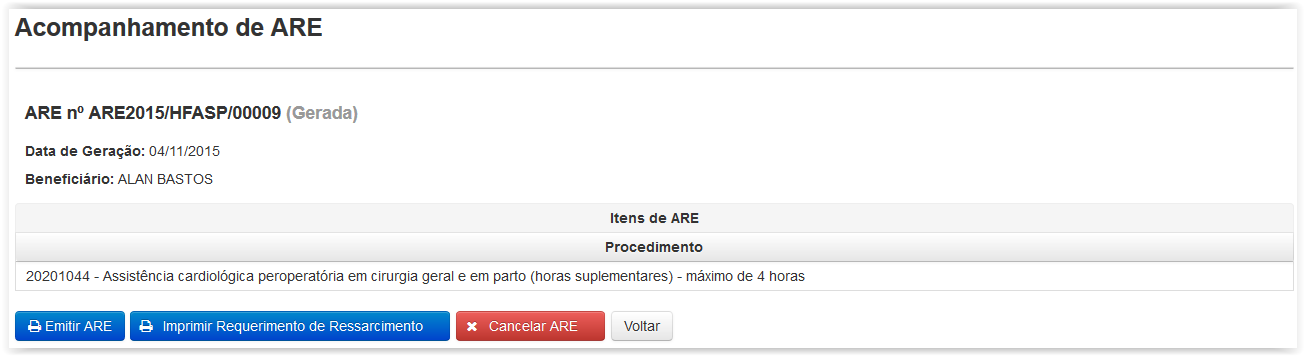 Acompanhamento de ARE
ARE nº ARE2015/HFASP/00009 (Gerada)
Data de Geração: 04/11/2015
Beneficiário: ALAN BASTOS
Itens de ARE
Procedimento
20201044 - Assistência cardiológica peroperatória em cirurgia geral e em parto (horas suplementares) - máximo de 4 horas
Emitir ARE Imprimir Requerimento de Ressarcimento Cancelar ARE Voltar